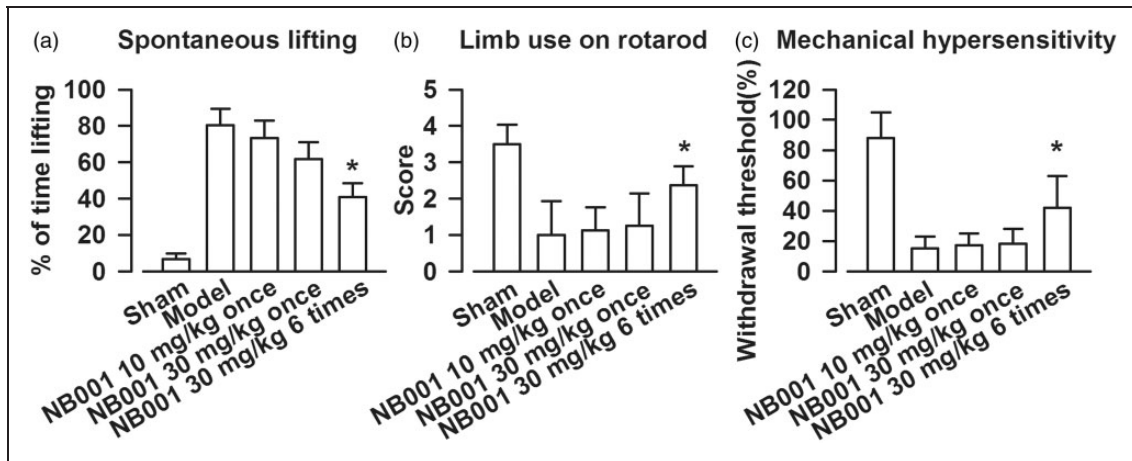 (a) Spontaneous lifting
% of time lifting
100
80
60
40
20
0
*
Sham
Model
NB001 10 mg/kg once
NB001 30 mg/kg once
NB001 30 mg/kg 6 times
(b) Limb use on rotarod
Score
5
4
3
2
1
0
*
Sham
Model
NB001 10 mg/kg once
NB001 30 mg/kg once
NB001 30 mg/kg 6 times
(c) Mechanical hypersensitivity
Withdrawal threshold(%)
120
100
80
60
40
20
0
*
Sham
Model
NB001 10 mg/kg once
NB001 30 mg/kg once
NB001 30 mg/kg 6 times